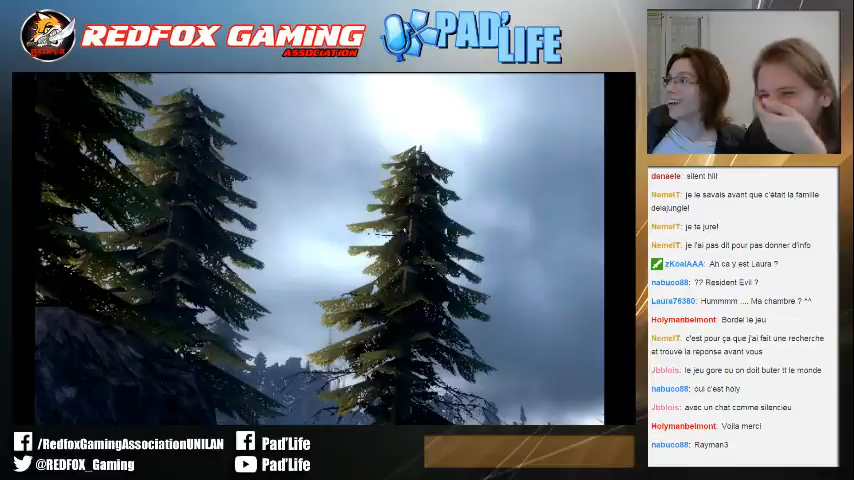 REDFOX GAMING
ASSOCIATION
PAD'LIFE
REDFOX
danaele: silent hill
NemeIT: je le savais avant que c'était la famille
delajungle!
NemeIT: je te jure!
NemeIT: je l'ai pas dit pour pas donner d'info
zKoalAAA: Ah ca y est Laura ?
nabuco88: ?? Resident Evil ?
Laura76360: Hummmm .... Ma chambre ? ^^
Holymanbelmont: Bordel le jeu
NemeIT: c'est pour ça que j'ai fait une recherche
et trouvé la réponse avant vous
Jbblois: le jeu gore ou on doit buter tt le monde
nabuco88: oui c'est holy
Jbblois: avec un chat comme silencieu
Holymanbelmont: Voila merci
nabuco88: Rayman3
/RedfoxGamingAssociationUNILAN
Pad'Life
@REDFOX_Gaming
Pad'Life